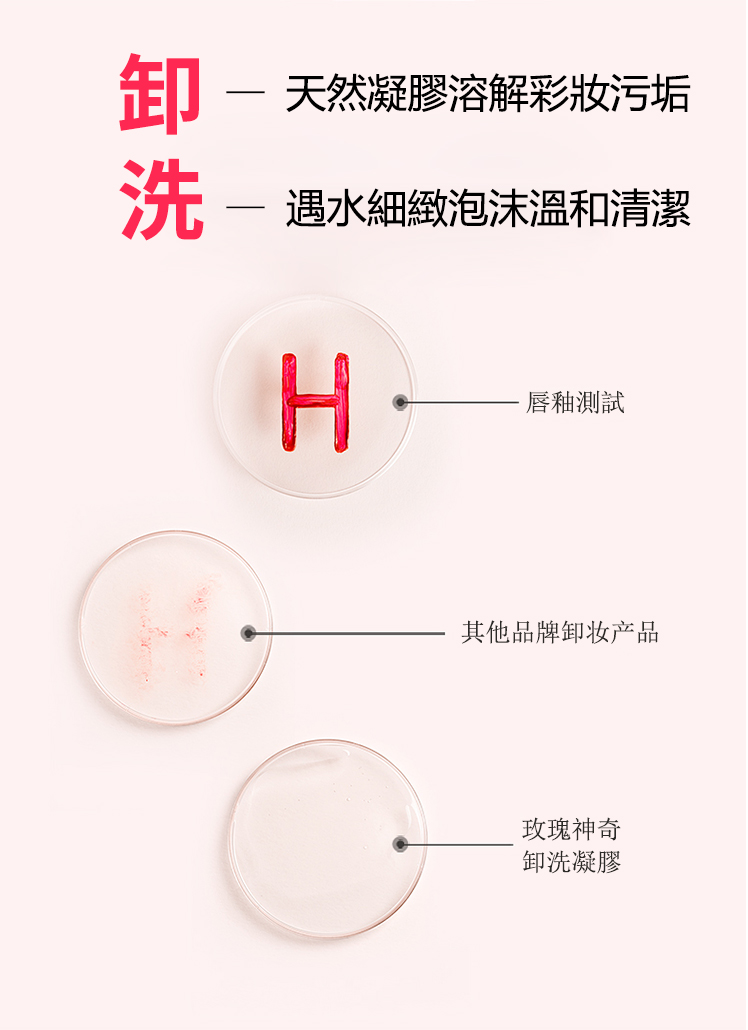 卸 — 天然凝膠溶解彩妝污垢
洗 — 遇水細緻泡沫溫和清潔
H
唇釉測試
H
其他品牌卸妆产品
玫瑰神奇
卸洗凝膠